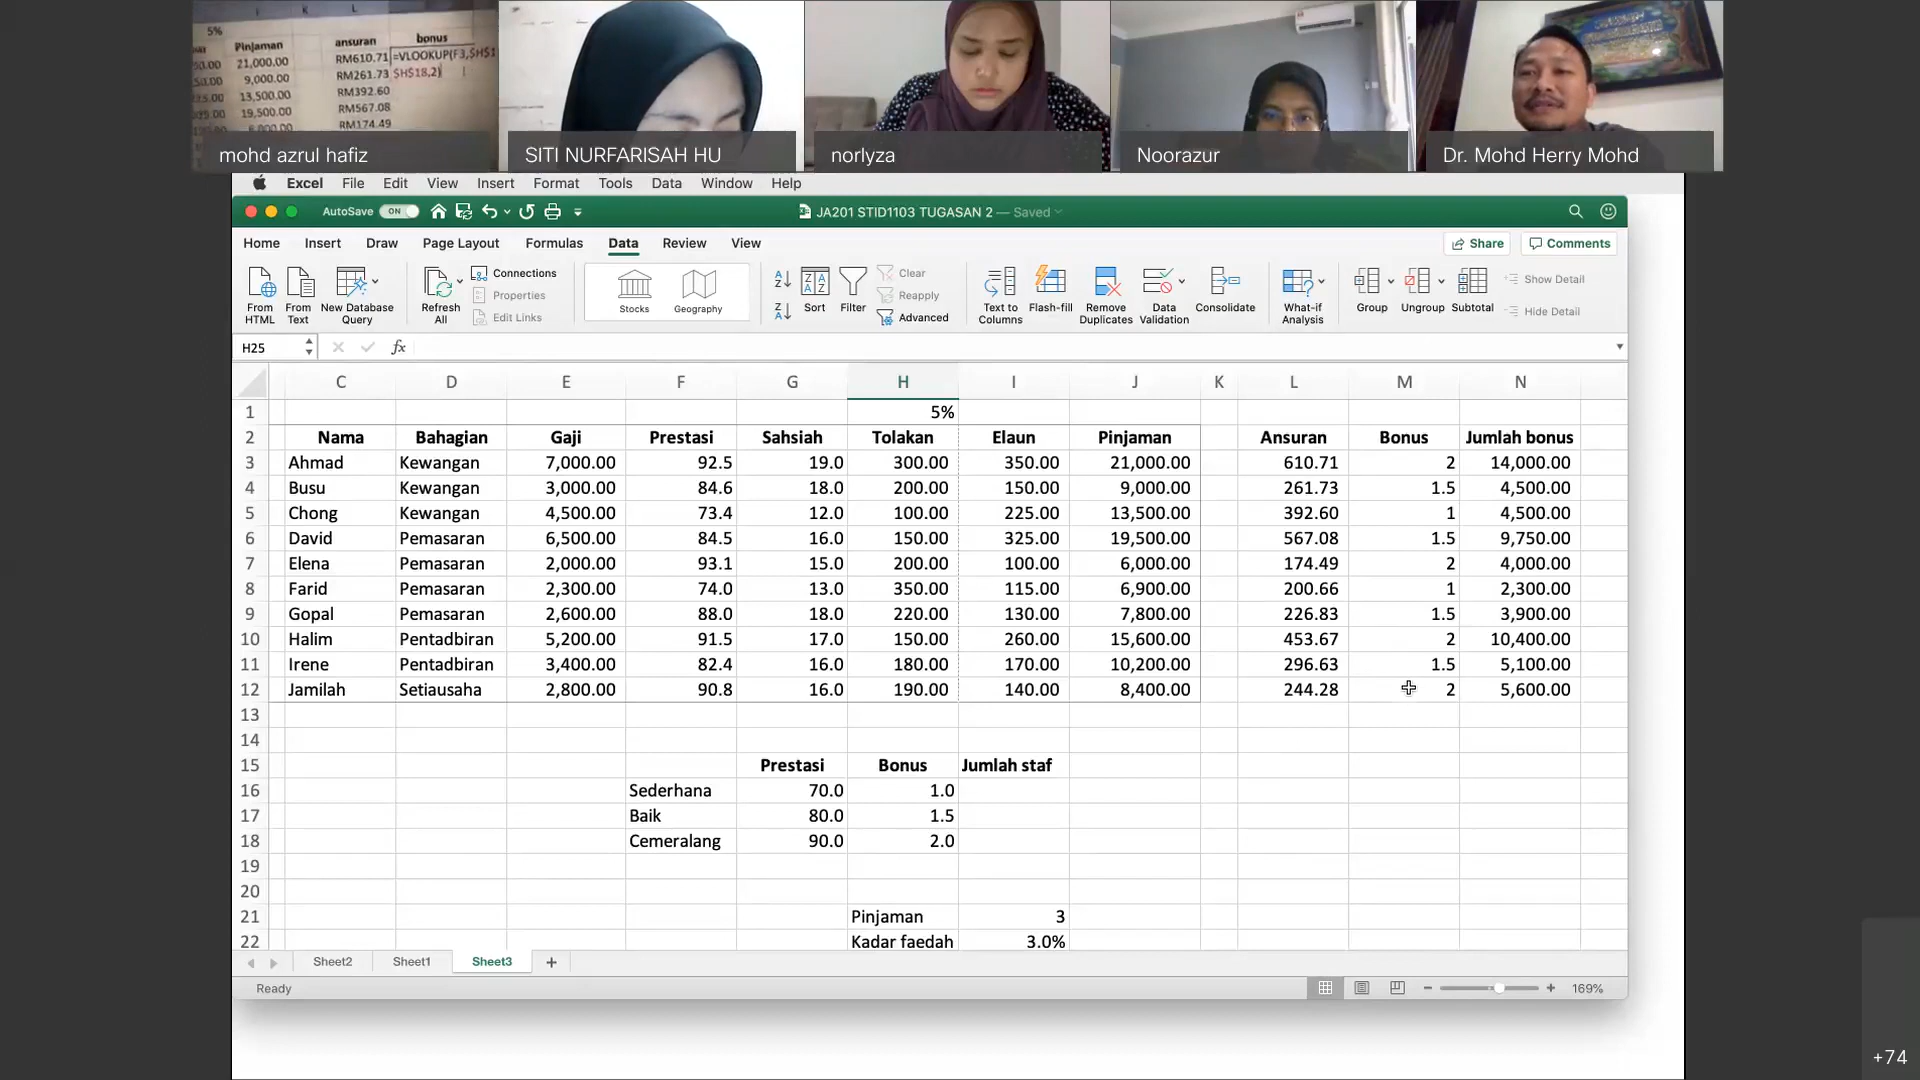 5%
Pinjaman ansuran bonus
21,000.00 RM610.71 =VLOOKUP(F3,$H$1
9,000.00 RM261.73 $H$18,2)
13,500.00 RM392.60
19,500.00 RM567.08
RM174.49
mohd azrul hafiz
SITI NURFARISAH HU
norlyza
Noorazur
Dr. Mohd Herry Mohd
Excel File Edit View Insert Format Tools Data Window Help
AutoSave ON JA201 STID1103 TUGASAN 2 — Saved
Home Insert Draw Page Layout Formulas Data Review View Share Comments
From HTML
From Text
New Database Query
Refresh All
Connections
Properties
Edit Links
Stocks
Geography
Sort
Filter
Clear
Reapply
Advanced
Text to Columns
Flash-fill
Remove Duplicates
Data Validation
Consolidate
What-if Analysis
Group
Ungroup
Subtotal
Show Detail
Hide Detail
H25 fx
C D E F G H I J K L M N
1 5%
2 Nama Bahagian Gaji Prestasi Sahsiah Tolakan Elaun Pinjaman Ansuran Bonus Jumlah bonus
3 Ahmad Kewangan 7,000.00 92.5 19.0 300.00 350.00 21,000.00 610.71 2 14,000.00
4 Busu Kewangan 3,000.00 84.6 18.0 200.00 150.00 9,000.00 261.73 1.5 4,500.00
5 Chong Kewangan 4,500.00 73.4 12.0 100.00 225.00 13,500.00 392.60 1 4,500.00
6 David Pemasaran 6,500.00 84.5 16.0 150.00 325.00 19,500.00 567.08 1.5 9,750.00
7 Elena Pemasaran 2,000.00 93.1 15.0 200.00 100.00 6,000.00 174.49 2 4,000.00
8 Farid Pemasaran 2,300.00 74.0 13.0 350.00 115.00 6,900.00 200.66 1 2,300.00
9 Gopal Pemasaran 2,600.00 88.0 18.0 220.00 130.00 7,800.00 226.83 1.5 3,900.00
10 Halim Pentadbiran 5,200.00 91.5 17.0 150.00 260.00 15,600.00 453.67 2 10,400.00
11 Irene Pentadbiran 3,400.00 82.4 16.0 180.00 170.00 10,200.00 296.63 1.5 5,100.00
12 Jamilah Setiausaha 2,800.00 90.8 16.0 190.00 140.00 8,400.00 244.28 2 5,600.00
13
14
15 Prestasi Bonus Jumlah staf
16 Sederhana 70.0 1.0
17 Baik 80.0 1.5
18 Cemeralang 90.0 2.0
19
20
21 Pinjaman 3
22 Kadar faedah 3.0%
Sheet2 Sheet1 Sheet3 +
Ready 169%
+74